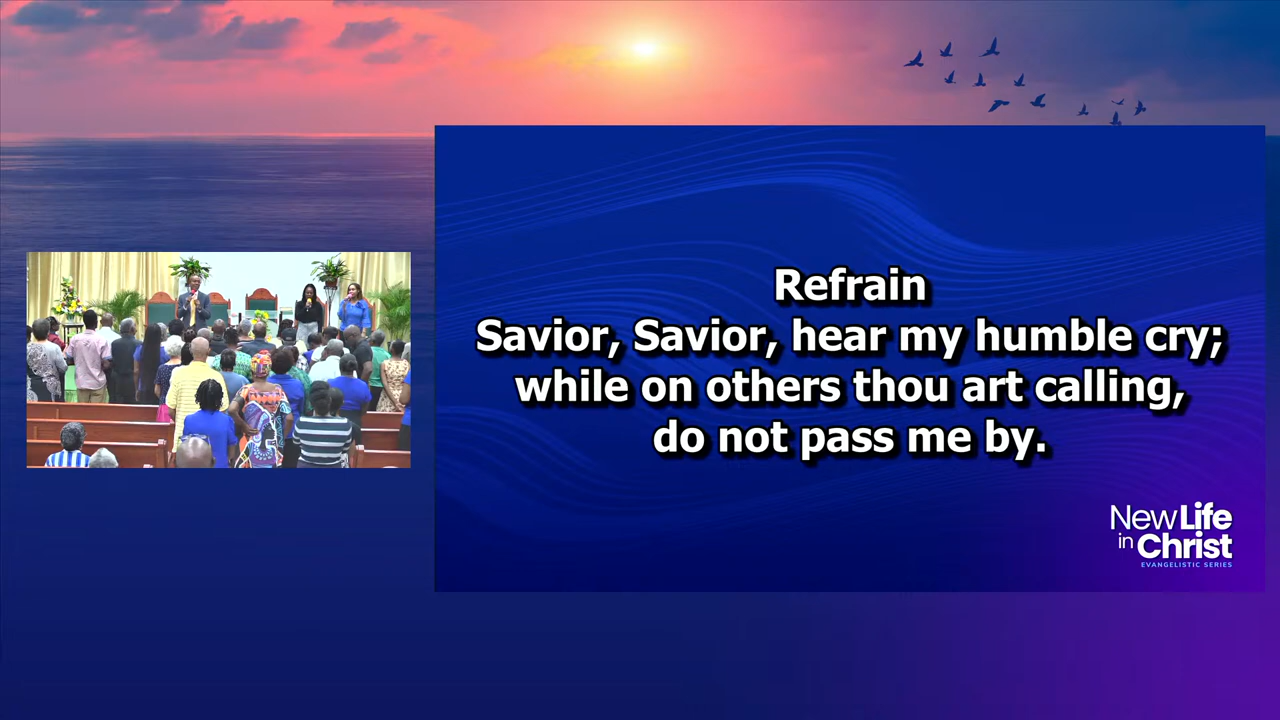 Refrain
Savior, Savior, hear my humble cry;
while on others thou art calling,
do not pass me by.
New Life
in Christ
EVANGELISTIC SERIES